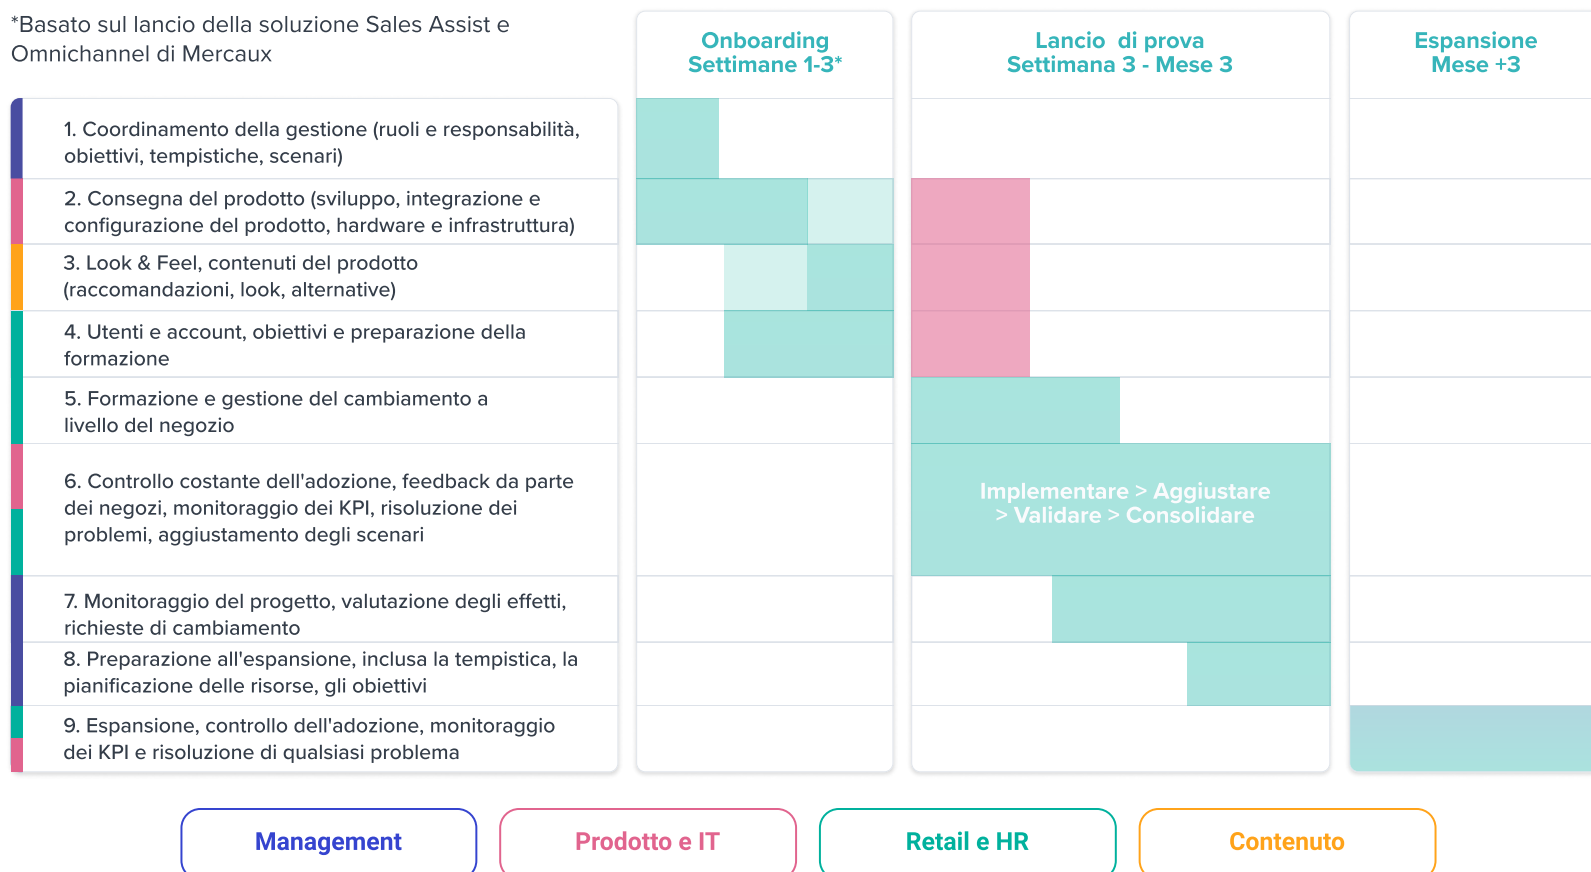 *Basato sul lancio della soluzione Sales Assist e
Omnichannel di Mercaux
Onboarding
Settimane 1-3*
Lancio di prova
Settimana 3 - Mese 3
Espansione
Mese +3
1. Coordinamento della gestione (ruoli e responsabilità,
obiettivi, tempistiche, scenari)
2. Consegna del prodotto (sviluppo, integrazione e
configurazione del prodotto, hardware e infrastruttura)
3. Look & Feel, contenuti del prodotto
(raccomandazioni, look, alternative)
4. Utenti e account, obiettivi e preparazione della
formazione
5. Formazione e gestione del cambiamento a
livello del negozio
6. Controllo costante dell'adozione, feedback da parte
dei negozi, monitoraggio dei KPI, risoluzione dei
problemi, aggiustamento degli scenari
Implementare > Aggiustare
> Validare > Consolidare
7. Monitoraggio del progetto, valutazione degli effetti,
richieste di cambiamento
8. Preparazione all'espansione, inclusa la tempistica, la
pianificazione delle risorse, gli obiettivi
9. Espansione, controllo dell'adozione, monitoraggio
dei KPI e risoluzione di qualsiasi problema
Management
Prodotto e IT
Retail e HR
Contenuto